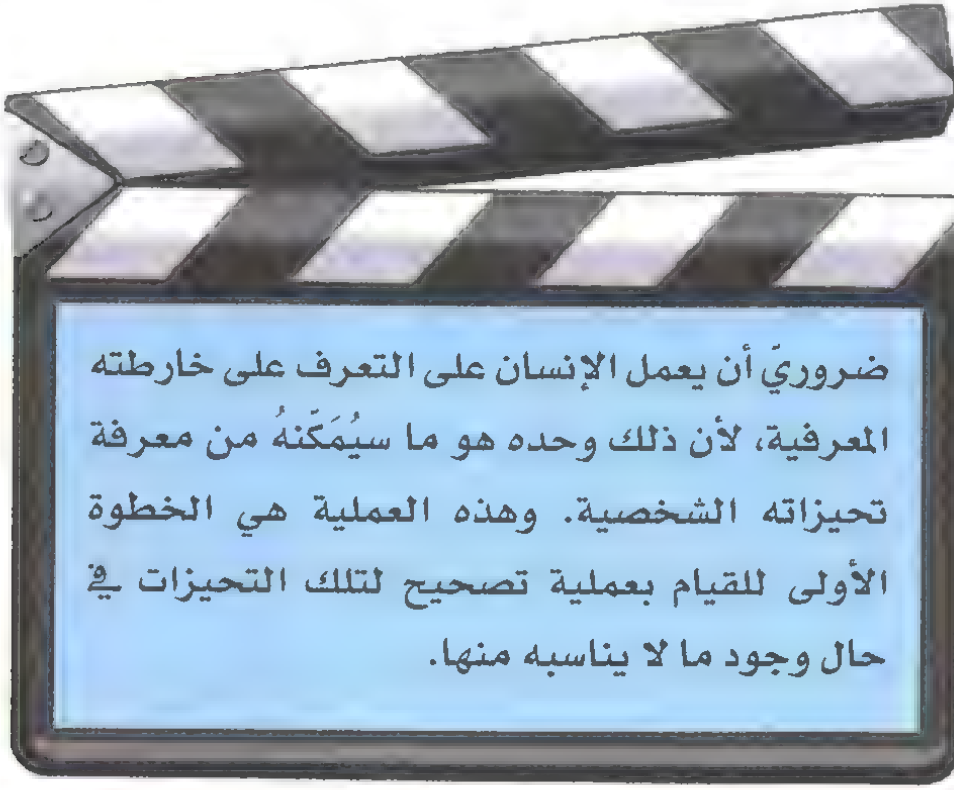 ضروريّ أن يعمل الإنسان على التعرف على خارطته
المعرفية، لأن ذلك وحده هو ما سيُمَكّنهُ من معرفة
تحيزاته الشخصية. وهذه العملية هي الخطوة
الأولى للقيام بعملية تصحيح لتلك التحيزات في
حال وجود ما لا يناسبه منها.